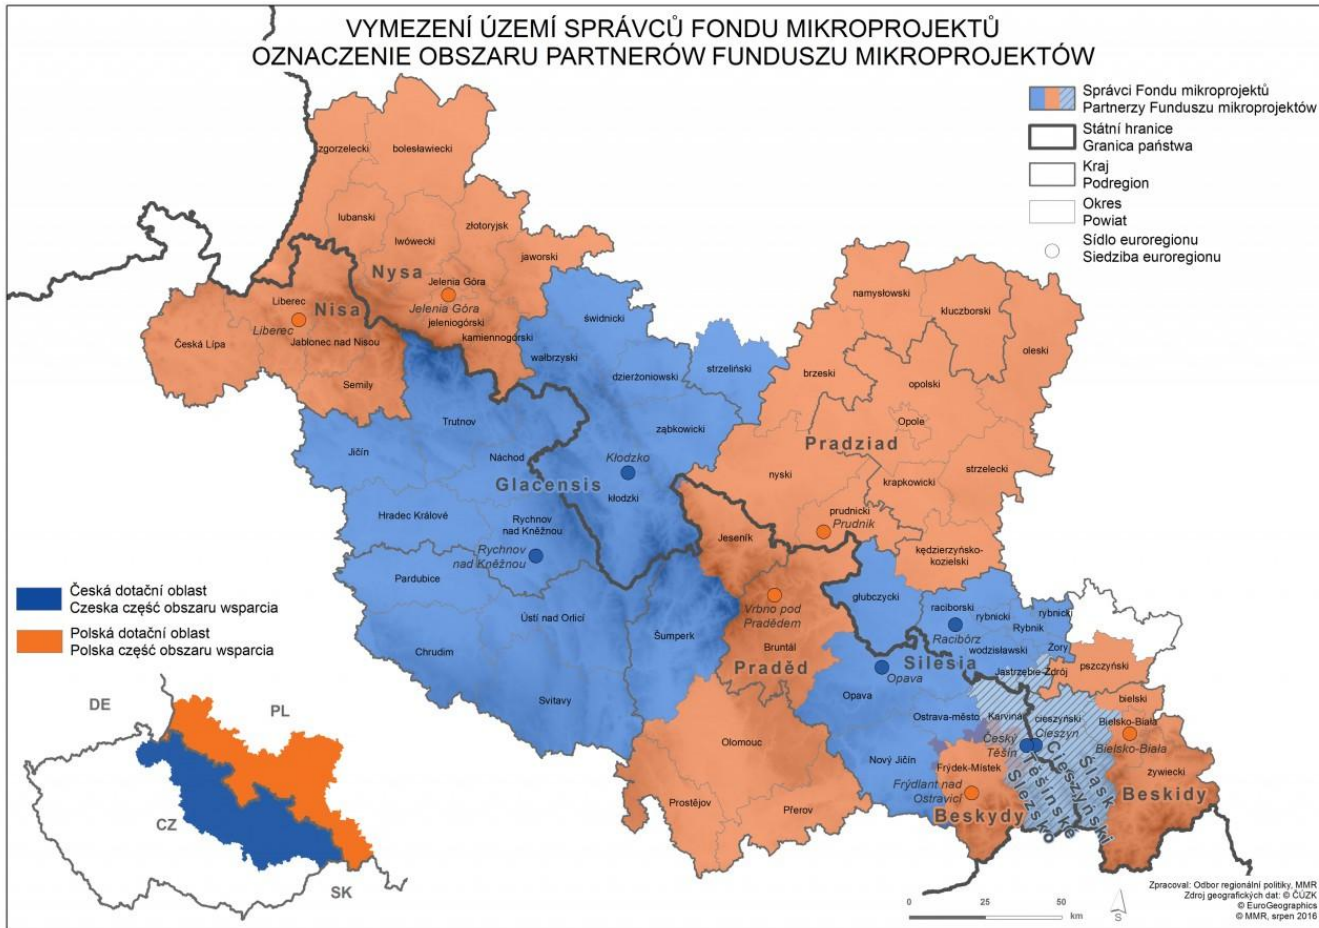 VYMEZENÍ ÚZEMÍ SPRÁVCŮ FONDU MIKROPROJEKTŮ
OZNACZENIE OBSZARU PARTNERÓW FUNDUSZU MIKROPROJEKTÓW
Správci Fondu mikroprojektů
Partnerzy Funduszu mikroprojektów
Státní hranice
Granica państwa
Kraj
Podregion
Okres
Powiat
Sídlo euroregionu
Siedziba euroregionu
zgorzelecki
bolesławiecki
lubanski
lwówecki
złotoryjsk
jaworski
Nysa
Jelenia Góra
Jelenia Góra
jeleniogórski
kamiennogórski
Liberec
Nisa
Liberec
Jablonec nad Nisou
Česká Lípa
Semily
świdnicki
wałbrzyski
dzierżoniowski
strzeliński
ząbkowicki
Kłodzko
kłodzki
Trutnov
Jičín
Náchod
Glacensis
Hradec Králové
Rychnov
nad Kněžnou
Rychnov
nad Kněžnou
Pardubice
Ústí nad Orlicí
Chrudim
Svitavy
Šumperk
namysłowski
kluczborski
oleski
brzeski
opolski
Opole
Pradziad
nyski
strzelecki
krapkowicki
prudnicki
Prudnik
kędzierzyńsko-
kozielski
Jeseník
Vrbno pod
Pradědem
Bruntál
Praděd
Olomouc
Prostějov
Přerov
głubczycki
raciborski
rybnicki
rybnicki
Rybnik
Racibórz
wodzisławski
Żory
Silesia
Jastrzębie-Zdrój
Opava
Opava
Ostrava-město
Nový Jičín
Karviná
cieszyński
Český
Těšín
Cieszyn
Frýdek-Místek
Frýdlant nad
Ostravicí
Beskydy
Těšínské
Slezsko
Śląsk
Cieszyński
pszczyński
bielski
Bielsko-Biała
Bielsko-Biała
żywiecki
Beskidy
Česká dotační oblast
Czeska część obszaru wsparcia
Polská dotační oblast
Polska część obszaru wsparcia
DE
PL
CZ
SK
0 25 50
km
S
Zpracoval: Odbor regionální politiky, MMR
Zdroj geografických dat: © ČÚZK
© EuroGeographics
© MMR, srpen 2016